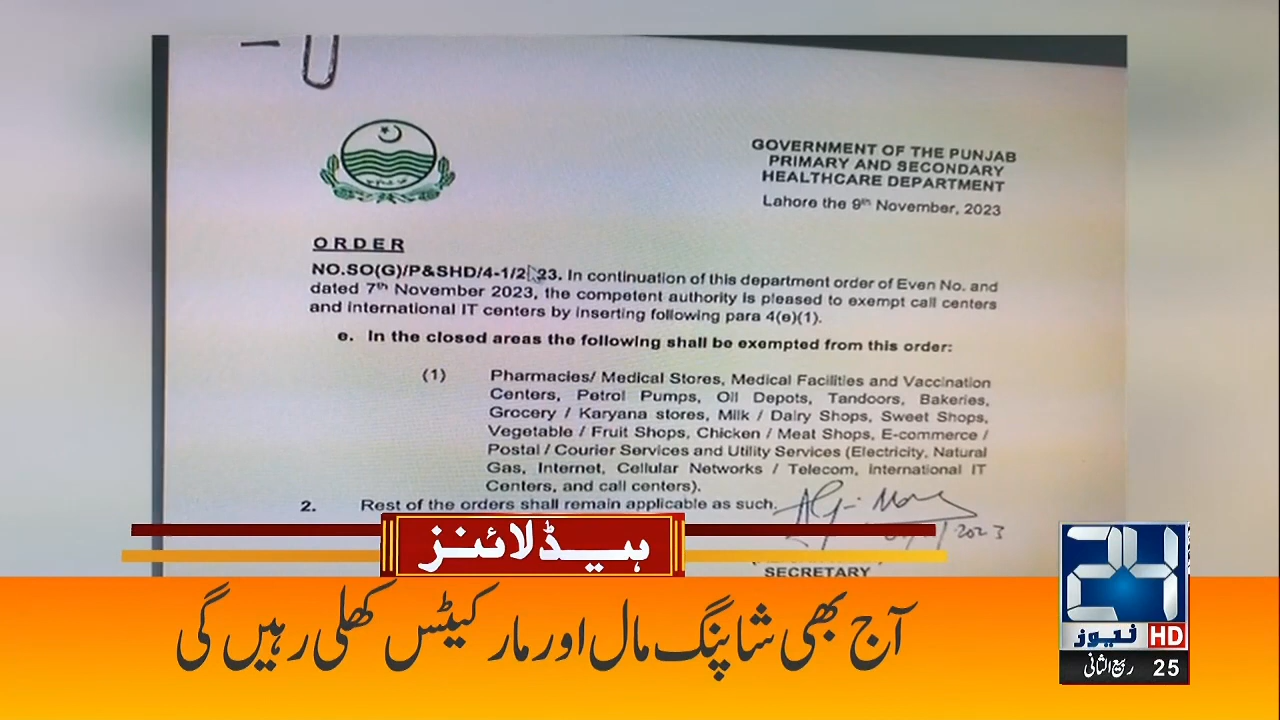 GOVERNMENT OF THE PUNJAB
PRIMARY AND SECONDARY
HEALTHCARE DEPARTMENT
Lahore the 9th November, 2023
ORDER
NO.SO(G)/P&SHD/4-1/2023. In continuation of this department order of Even No. and
dated 7th November 2023, the competent authority is pleased to exempt call centers
and international IT centers by inserting following para 4(e)(1).
e. In the closed areas the following shall be exempted from this order:
(1) Pharmacies/ Medical Stores, Medical Facilities and Vaccination
Centers, Petrol Pumps, Oil Depots, Tandoors, Bakeries,
Grocery / Karyana stores, Milk / Dairy Shops, Sweet Shops,
Vegetable / Fruit Shops, Chicken / Meat Shops, E-commerce /
Postal / Courier Services and Utility Services (Electricity, Natural
Gas, Internet, Cellular Networks / Telecom, International IT
Centers, and call centers).
2. Rest of the orders shall remain applicable as such.
2023
SECRETARY
ہیڈلائنز
آج بھی شاپنگ مال اور مارکیٹس کھلی رہیں گی
24
نیوز HD
25 ربیع الثانی